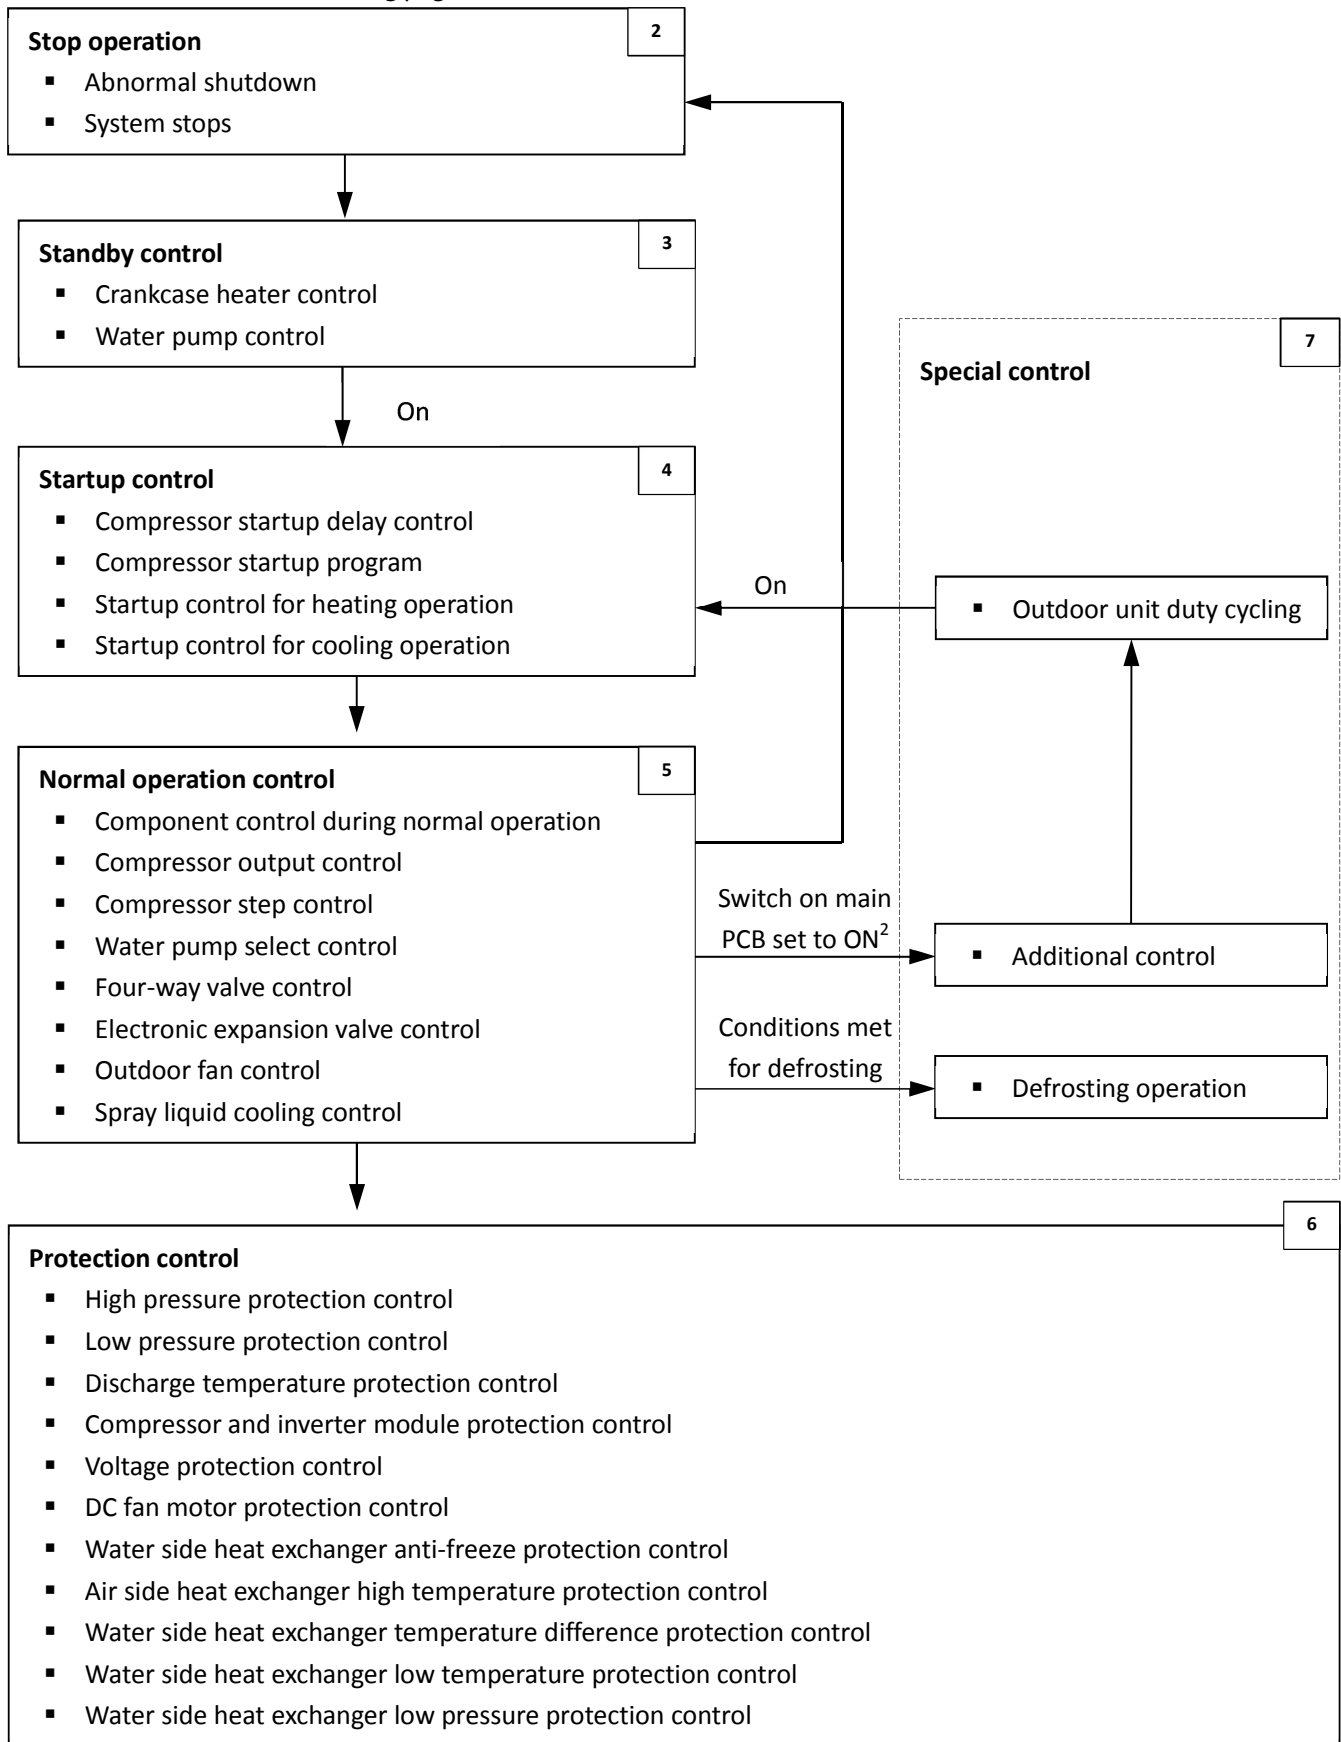 Stop operation
2
▪ Abnormal shutdown
▪ System stops
Standby control
3
▪ Crankcase heater control
▪ Water pump control
On
Startup control
4
▪ Compressor startup delay control
▪ Compressor startup program
▪ Startup control for heating operation
▪ Startup control for cooling operation
Normal operation control
5
▪ Component control during normal operation
▪ Compressor output control
▪ Compressor step control
▪ Water pump select control
▪ Four-way valve control
▪ Electronic expansion valve control
▪ Outdoor fan control
▪ Spray liquid cooling control
On
Switch on main
PCB set to ON²
Conditions met
for defrosting
7
Special control
▪ Outdoor unit duty cycling
▪ Additional control
▪ Defrosting operation
6
Protection control
▪ High pressure protection control
▪ Low pressure protection control
▪ Discharge temperature protection control
▪ Compressor and inverter module protection control
▪ Voltage protection control
▪ DC fan motor protection control
▪ Water side heat exchanger anti-freeze protection control
▪ Air side heat exchanger high temperature protection control
▪ Water side heat exchanger temperature difference protection control
▪ Water side heat exchanger low temperature protection control
▪ Water side heat exchanger low pressure protection control